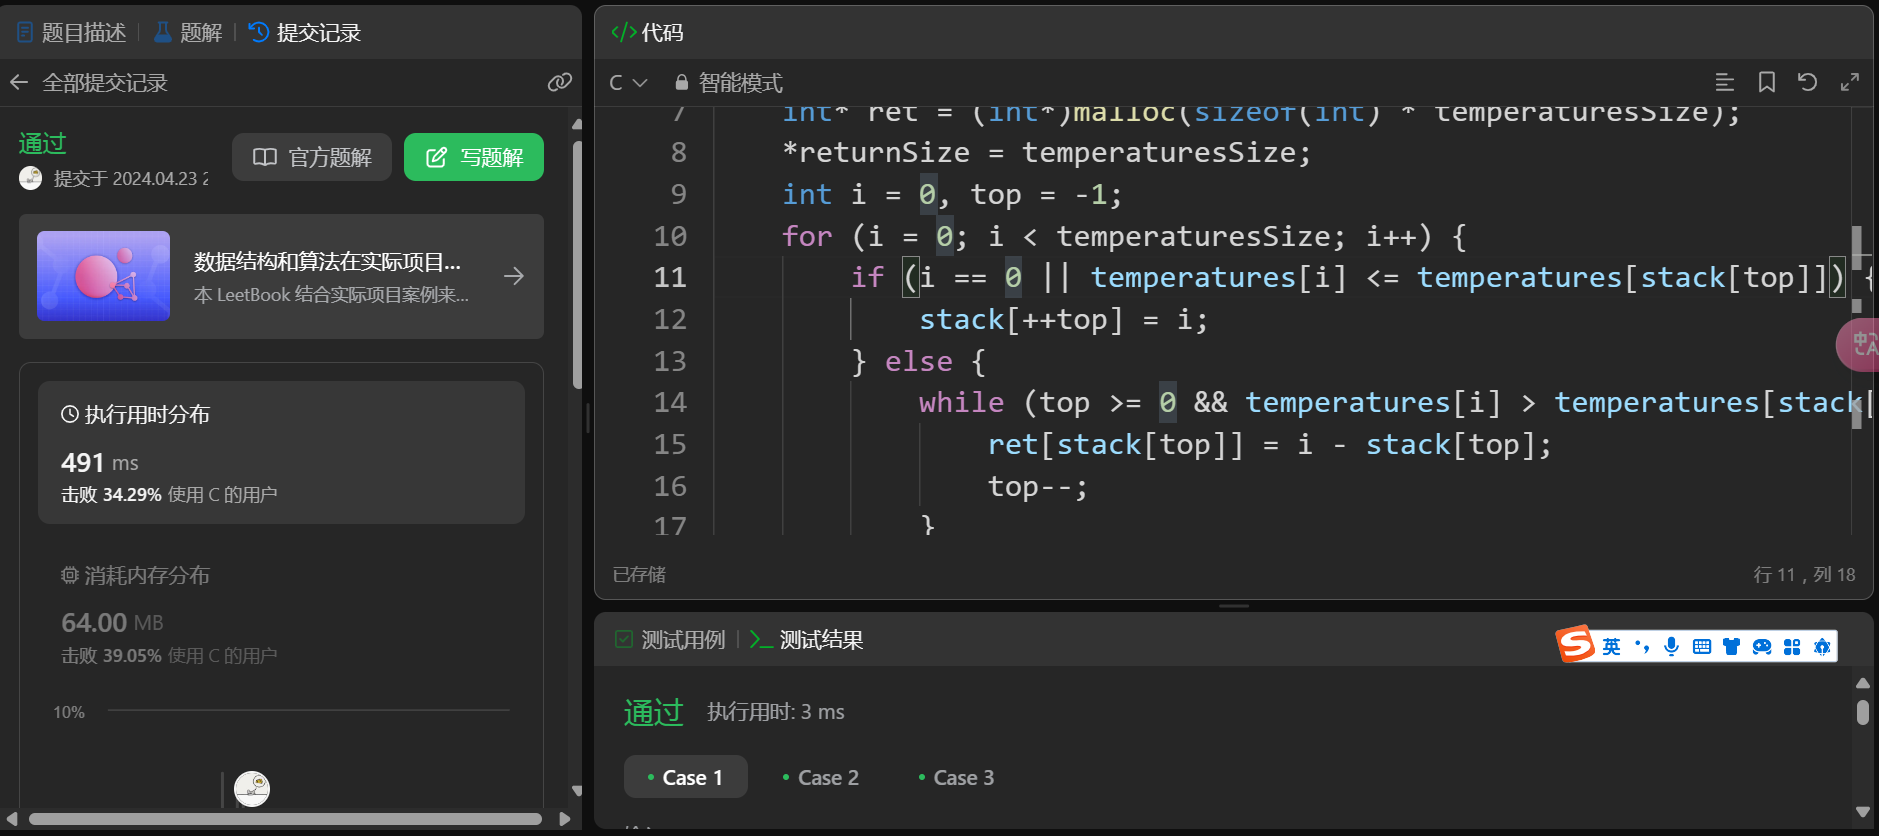 题目描述 | 题解 | 提交记录
全部提交记录
通过
提交于 2024.04.23 2
官方题解
写题解
数据结构和算法在实际项目...
本 LeetBook 结合实际项目案例来...
执行用时分布
491 ms
击败 34.29% 使用 C 的用户
消耗内存分布
64.00 MB
击败 39.05% 使用 C 的用户
10%
</>代码
C 智能模式
7 int* ret = (int*)malloc(sizeof(int) * temperaturesSize);
8 *returnSize = temperaturesSize;
9 int i = 0, top = -1;
10 for (i = 0; i < temperaturesSize; i++) {
11 if (i == 0 || temperatures[i] <= temperatures[stack[top]]) {
12 stack[++top] = i;
13 } else {
14 while (top >= 0 && temperatures[i] > temperatures[stack[
15 ret[stack[top]] = i - stack[top];
16 top--;
17 }
已存储
行 11，列 18
测试用例 | >_ 测试结果
英
通过 执行用时: 3 ms
• Case 1 • Case 2 • Case 3